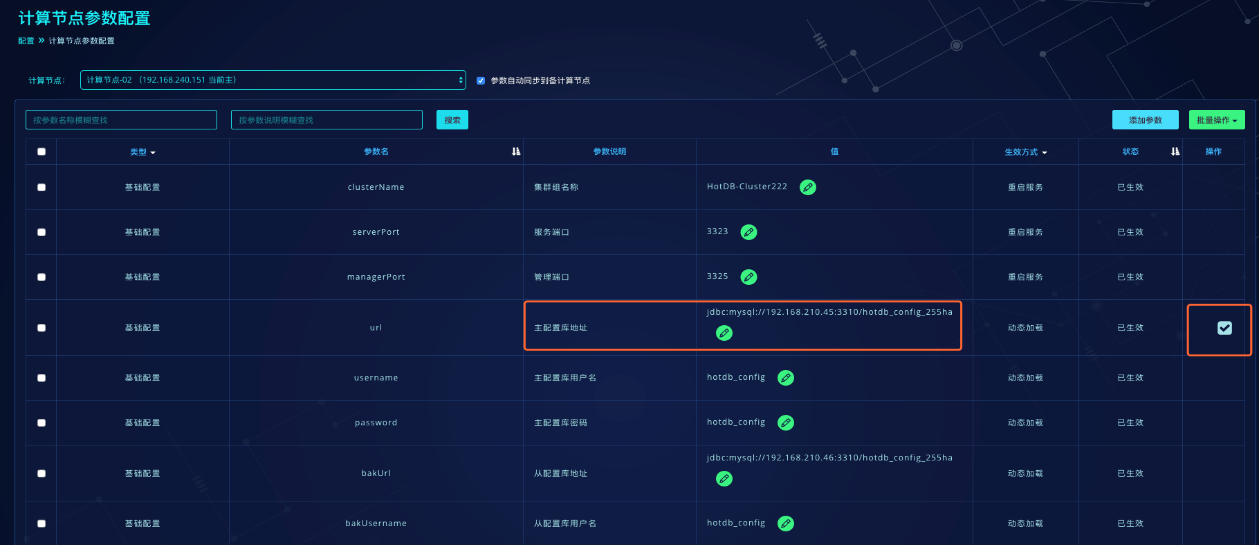 计算节点参数配置
配置 » 计算节点参数配置
计算节点: 计算节点-02 (192.168.240.151 当前主) 参数自动同步到备计算节点
按参数名称模糊查找 按参数说明模糊查找 搜索 添加参数 批量操作
类型 参数名 参数说明 值 生效方式 状态 操作
基础配置 clusterName 集群组名称 HotDB-Cluster222 重启服务 已生效
基础配置 serverPort 服务端口 3323 重启服务 已生效
基础配置 managerPort 管理端口 3325 重启服务 已生效
基础配置 url 主配置库地址 jdbc:mysql://192.168.210.45:3310/hotdb_config_255ha 动态加载 已生效
基础配置 username 主配置库用户名 hotdb_config 动态加载 已生效
基础配置 password 主配置库密码 hotdb_config 动态加载 已生效
基础配置 bakUrl 从配置库地址 jdbc:mysql://192.168.210.46:3310/hotdb_config_255ha 动态加载 已生效
基础配置 bakUsername 从配置库用户名 hotdb_config 动态加载 已生效